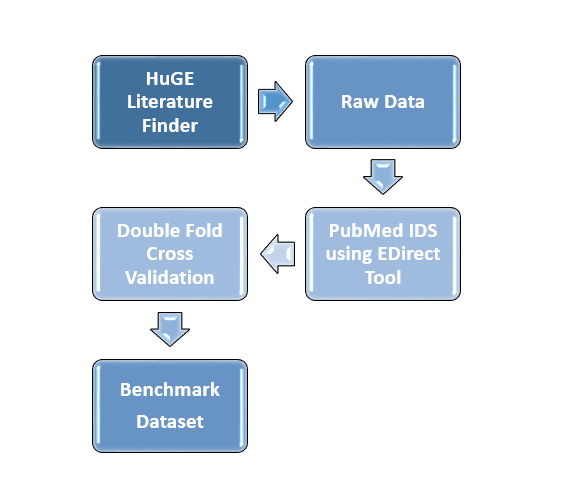 HuGE
Literature
Finder
Raw Data
PubMed IDS
using EDirect
Tool
Double Fold
Cross
Validation
Benchmark
Dataset